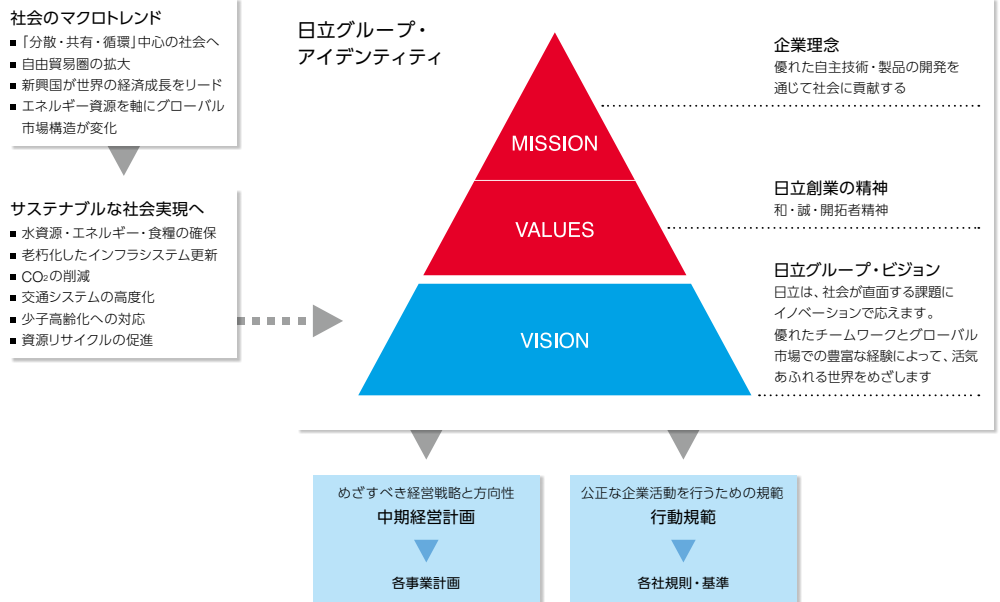 社会のマクロトレンド
■「分散・共有・循環」中心の社会へ
■ 自由貿易圏の拡大
■ 新興国が世界の経済成長をリード
■ エネルギー資源を軸にグローバル
市場構造が変化
サステナブルな社会実現へ
■ 水資源・エネルギー・食糧の確保
■ 老朽化したインフラシステム更新
■ CO2の削減
■ 交通システムの高度化
■ 少子高齢化への対応
■ 資源リサイクルの促進
日立グループ・
アイデンティティ
MISSION
VALUES
VISION
企業理念
優れた自主技術・製品の開発を
通じて社会に貢献する
日立創業の精神
和・誠・開拓者精神
日立グループ・ビジョン
日立は、社会が直面する課題に
イノベーションで応えます。
優れたチームワークとグローバル
市場での豊富な経験によって、活気
あふれる世界をめざします
めざすべき経営戦略と方向性
中期経営計画
各事業計画
公正な企業活動を行うための規範
行動規範
各社規則・基準